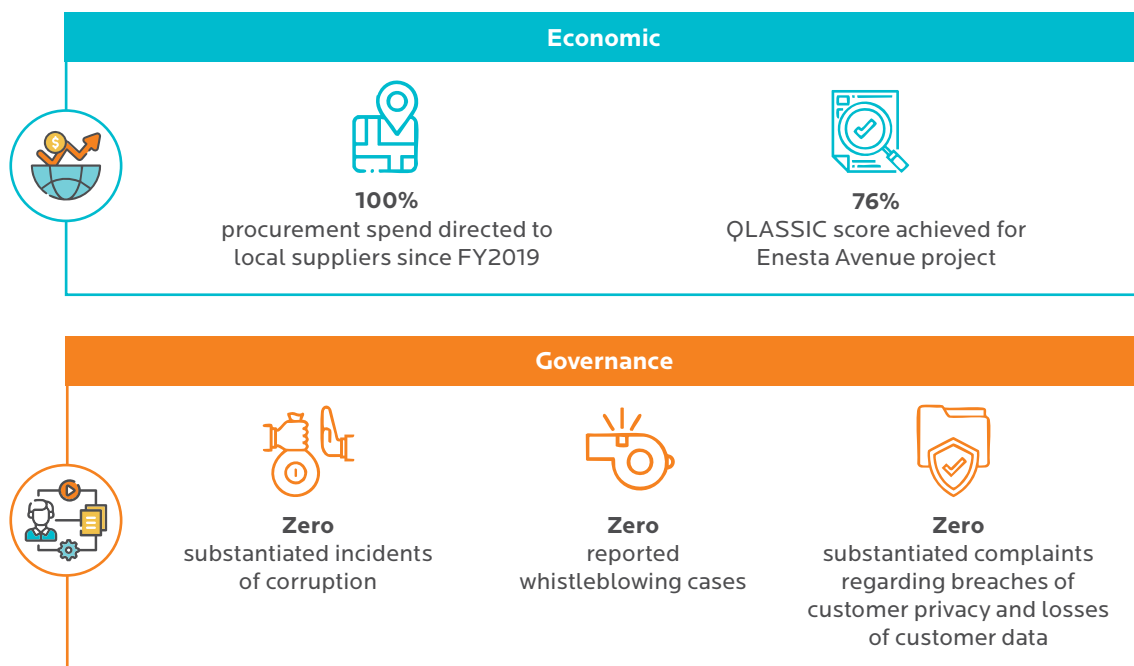 Economic
100%
procurement spend directed to
local suppliers since FY2019
76%
QLASSIC score achieved for
Enesta Avenue project
Governance
Zero
substantiated incidents
of corruption
Zero
reported
whistleblowing cases
Zero
substantiated complaints
regarding breaches of
customer privacy and losses
of customer data